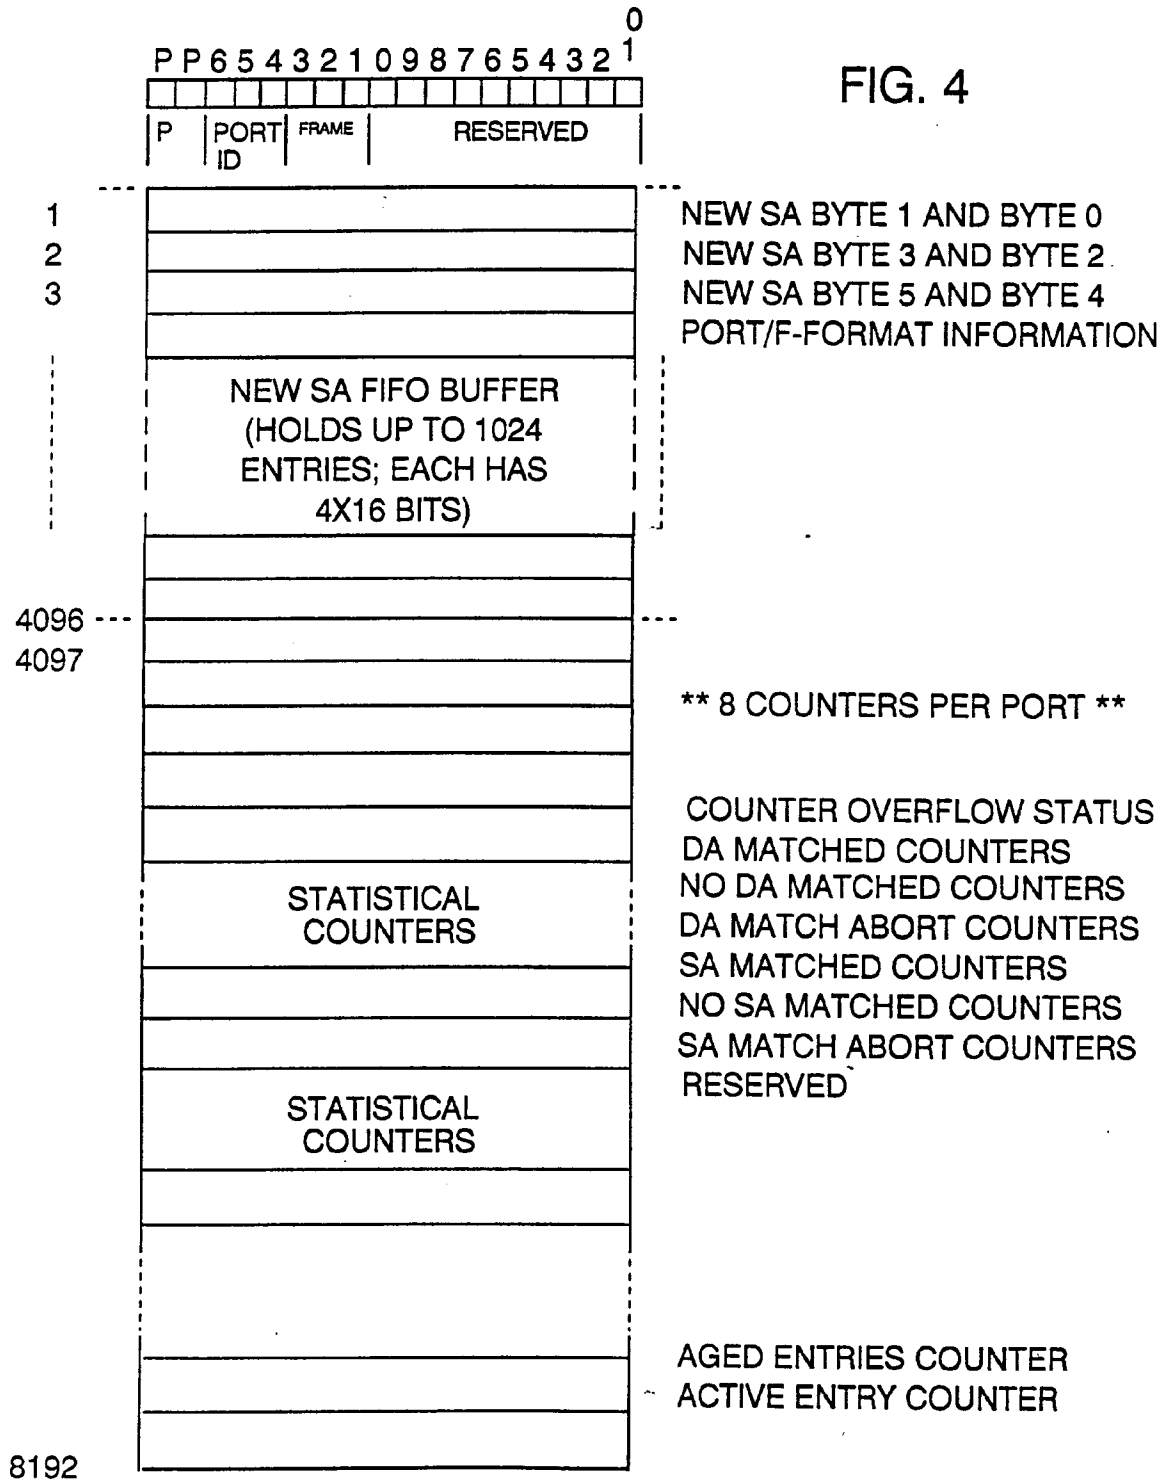 0
P P 6 5 4 3 2 1 0 9 8 7 6 5 4 3 2 1
FIG. 4
P
PORT ID
FRAME
RESERVED
1
NEW SA BYTE 1 AND BYTE 0
2
NEW SA BYTE 3 AND BYTE 2
3
NEW SA BYTE 5 AND BYTE 4
PORT/F-FORMAT INFORMATION
NEW SA FIFO BUFFER
(HOLDS UP TO 1024
ENTRIES; EACH HAS
4X16 BITS)
4096
4097
** 8 COUNTERS PER PORT **
COUNTER OVERFLOW STATUS
DA MATCHED COUNTERS
NO DA MATCHED COUNTERS
DA MATCH ABORT COUNTERS
SA MATCHED COUNTERS
NO SA MATCHED COUNTERS
SA MATCH ABORT COUNTERS
RESERVED
STATISTICAL
COUNTERS
STATISTICAL
COUNTERS
AGED ENTRIES COUNTER
ACTIVE ENTRY COUNTER
8192